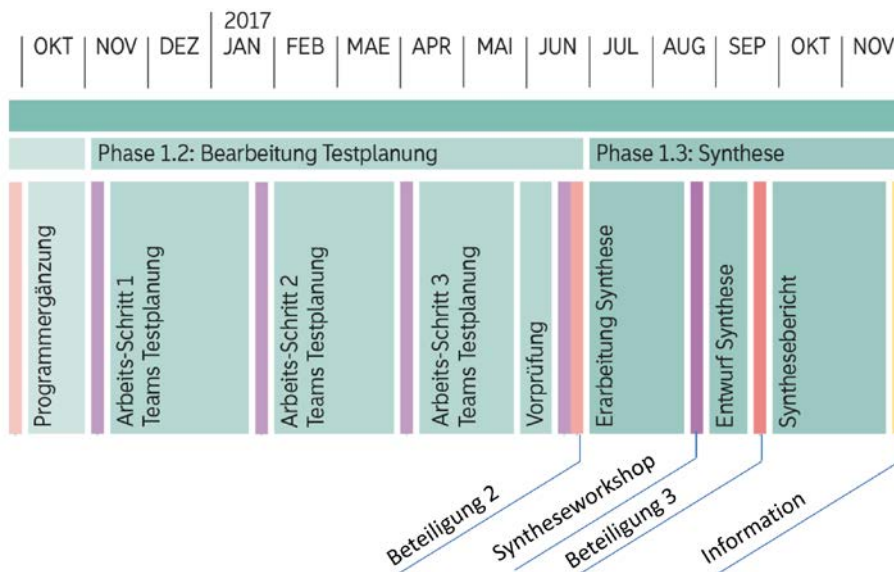 2017
OKT NOV DEZ JAN FEB MAE APR MAI JUN JUL AUG SEP OKT NOV
Phase 1.2: Bearbeitung Testplanung
Phase 1.3: Synthese
Programmergänzung
Arbeits-Schritt 1
Teams Testplanung
Arbeits-Schritt 2
Teams Testplanung
Arbeits-Schritt 3
Teams Testplanung
Vorprüfung
Erarbeitung Synthese
Entwurf Synthese
Synthesebericht
Beteiligung 2
Syntheseworkshop
Beteiligung 3
Information